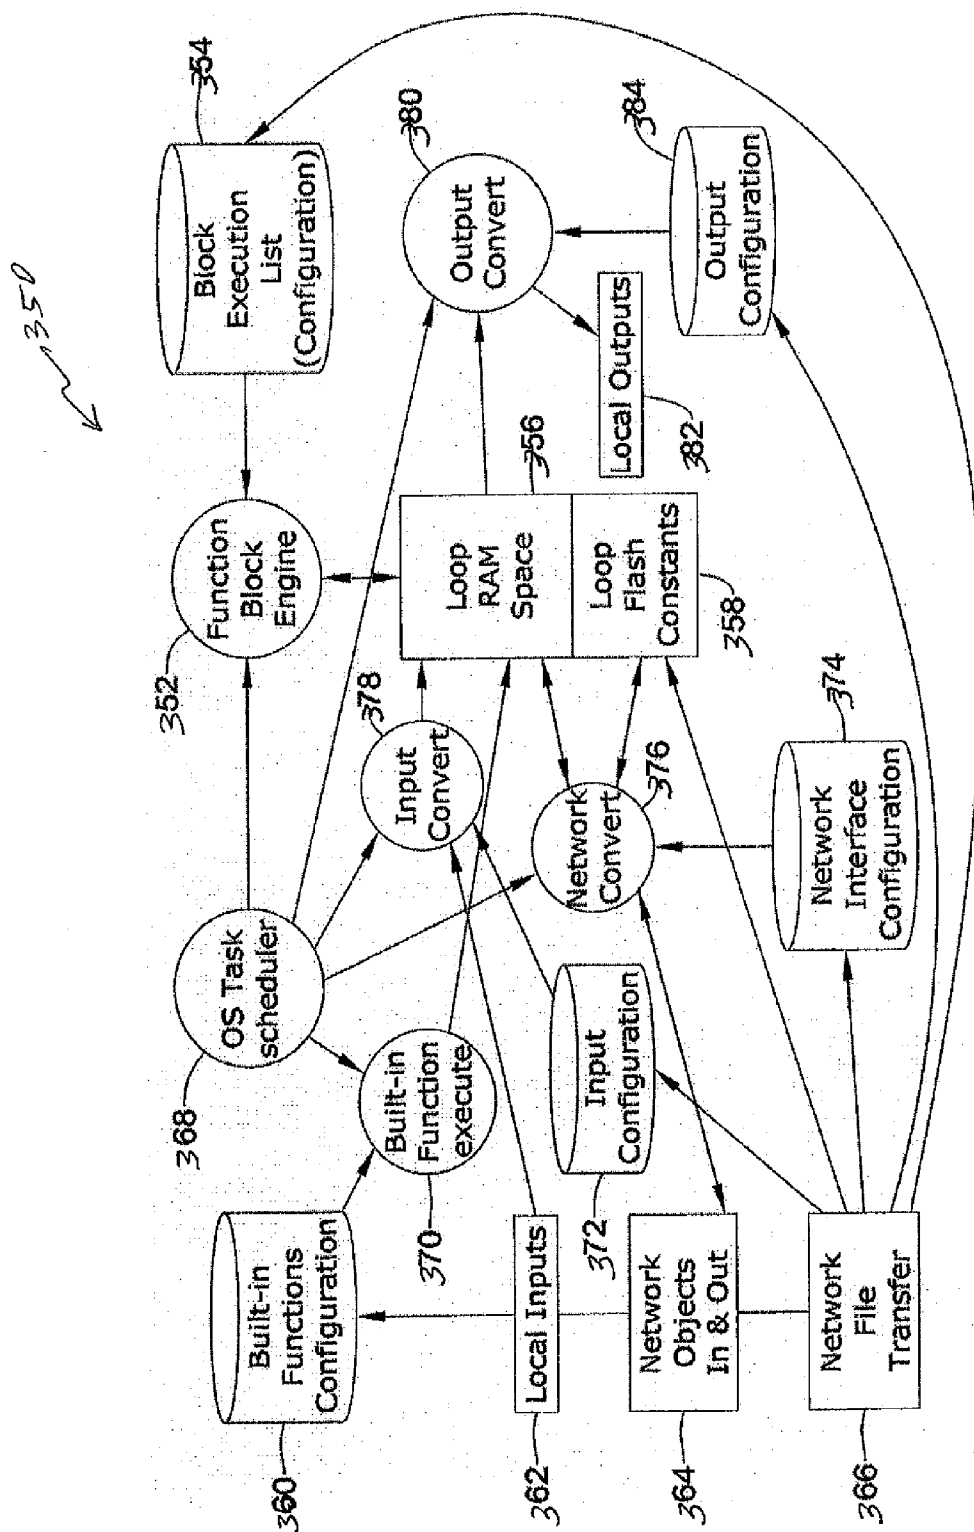 350
360
Built-in
Functions
Configuration
368
OS Task
scheduler
352
Function
Block
Engine
354
Block
Execution
List
(Configuration)
370
Built-in
Function
execute
378
Input
Convert
Loop
RAM
Space
356
Output
Convert
380
362
Local Inputs
372
Input
Configuration
Network
Convert
376
Loop
Flash
Constants
358
Local Outputs
382
364
Network
Objects
In & Out
Network
Interface
Configuration
374
Output
Configuration
384
366
Network
File
Transfer